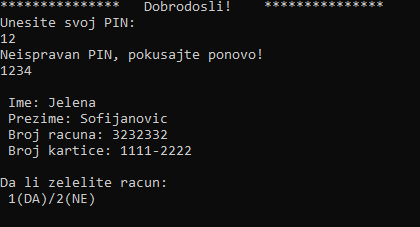 ***************   Dobrodosli!    ***************
Unesite svoj PIN:
12
Neispravan PIN, pokusajte ponovo!
1234
Ime: Jelena
Prezime: Sofijanovic
Broj racuna: 3232332
Broj kartice: 1111-2222
Da li zelelite racun:
1(DA)/2(NE)